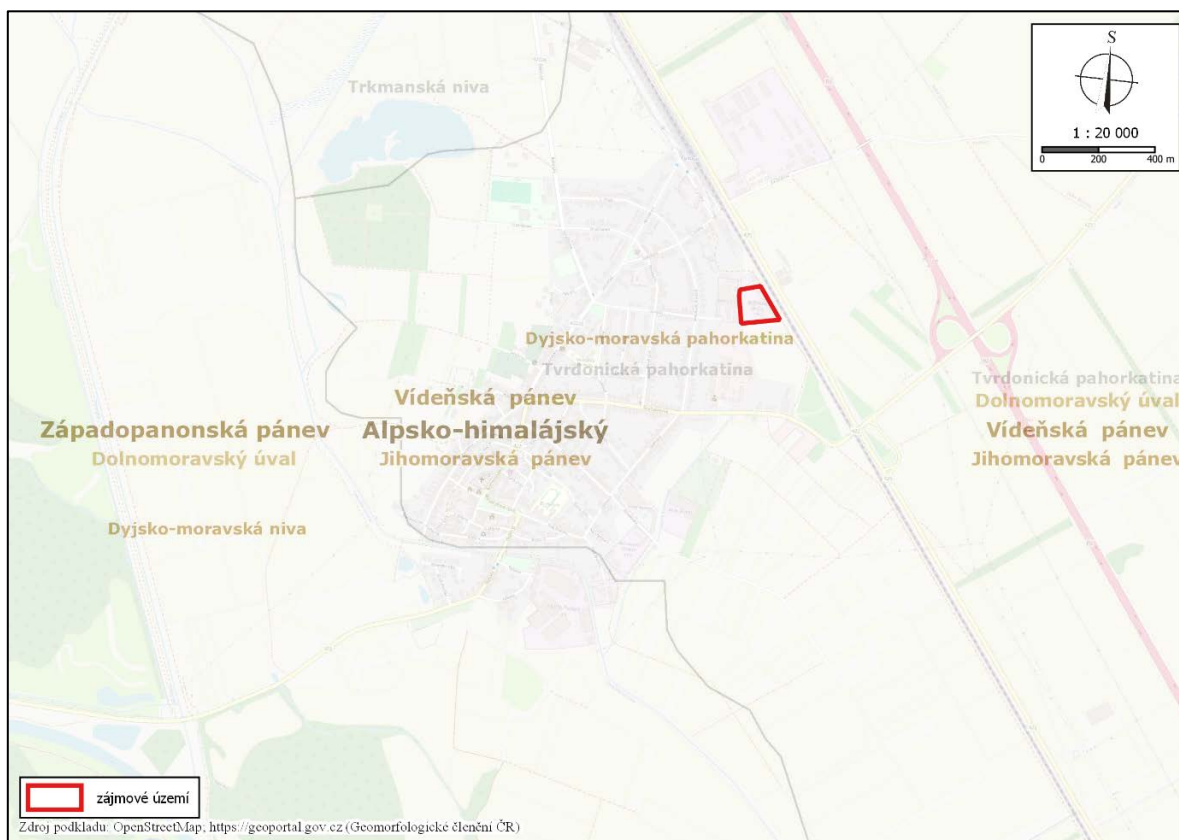 S
1 : 20 000
0 200 400 m
Trkmanská niva
Dyjsko-moravská pahorkatina
Tvrdonická pahorkatina
Tvrdonická pahorkatina
Dolnomoravský úval
Vídeňská pánev
Jihomoravská pánev
Vídeňská pánev
Západopanonská pánev
Alpsko-himalájský
Dolnomoravský úval
Jihomoravská pánev
Dyjsko-moravská niva
zájmové území
Zdroj podkladu: OpenStreetMap; https://geoportal.gov.cz (Geomorfologické členění ČR)